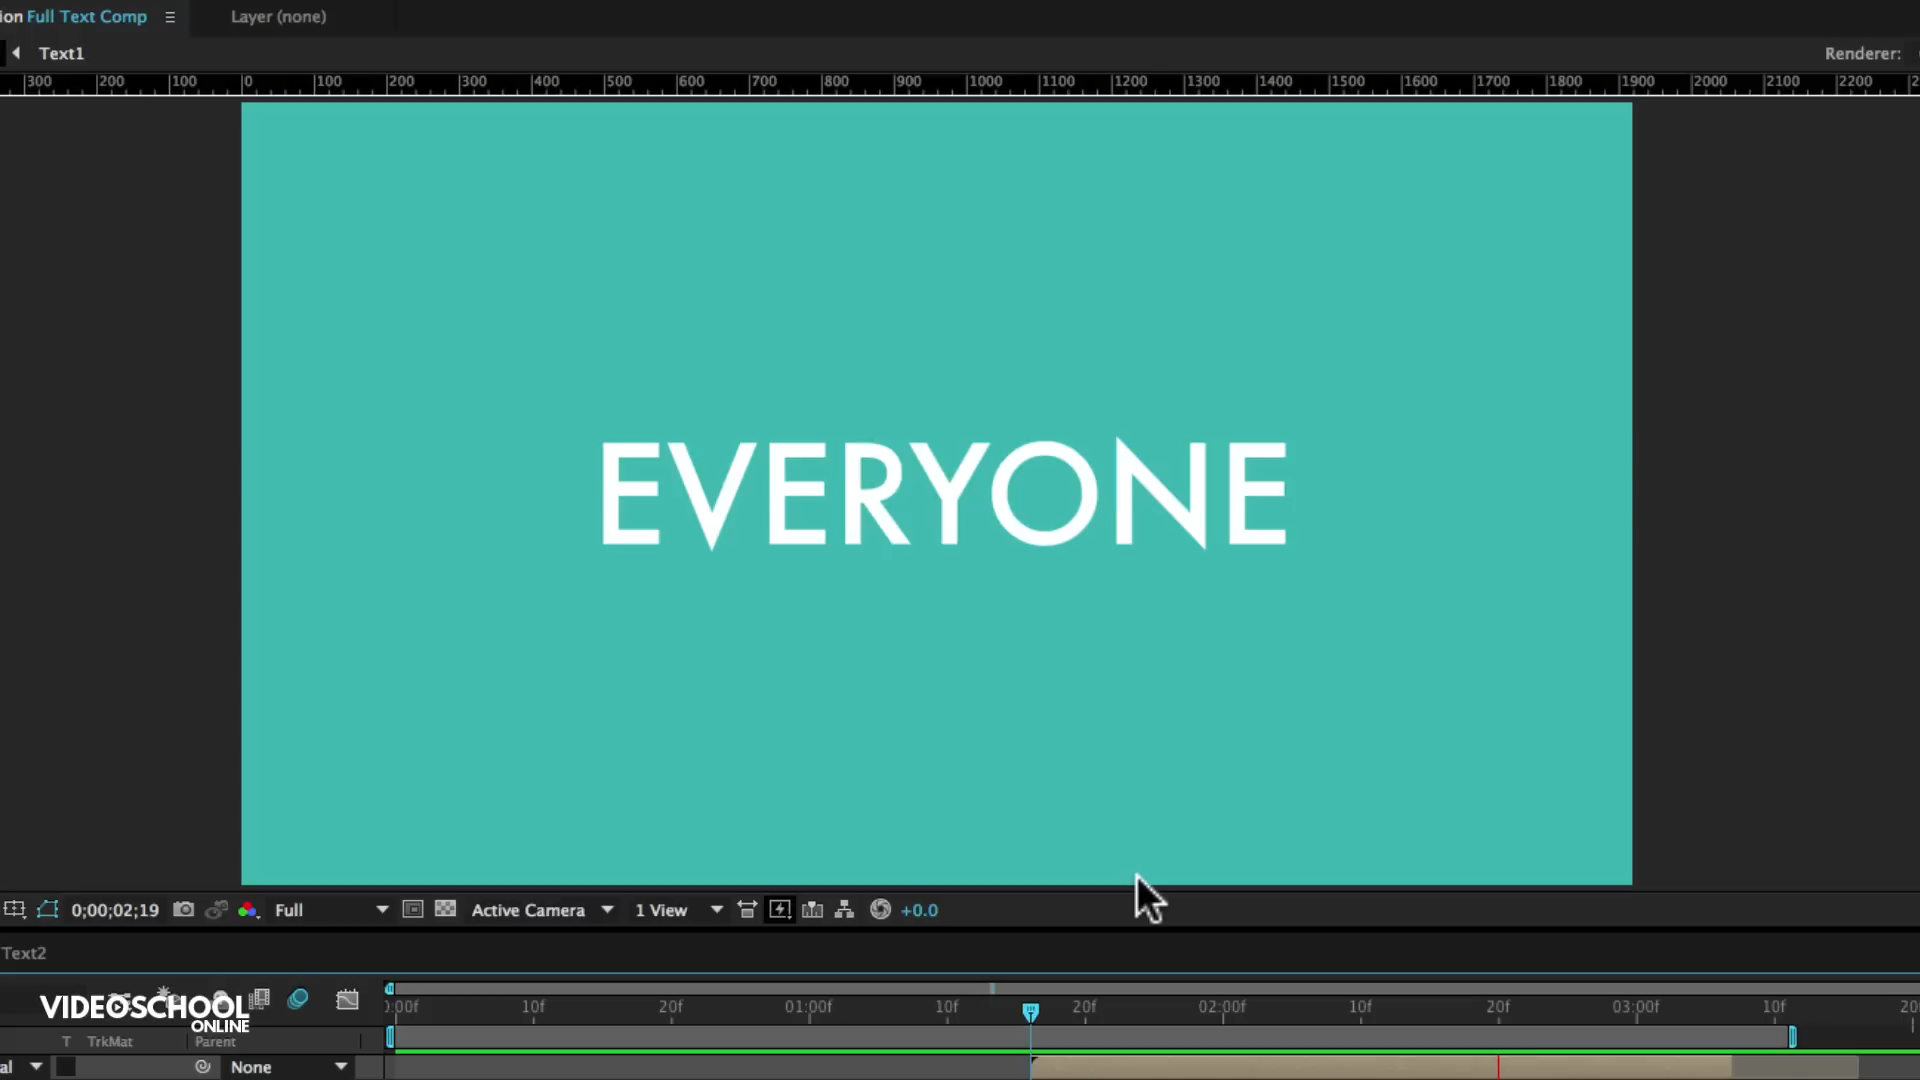 ion Full Text Comp Layer (none)
Text1 Renderer:
300 200 100 0 100 200 300 400 500 600 700 800 900 1000 1100 1200 1300 1400 1500 1600 1700 1800 1900 2000 2100 2200
EVERYONE
0;00;02;19 Full Active Camera 1 View +0.0
Text2
:00f 10f 20f 01:00f 10f 20f 02:00f 10f 20f 03:00f 10f 20
VIDEOSCHOOL
ONLINE
T TrkMat Parent
al None